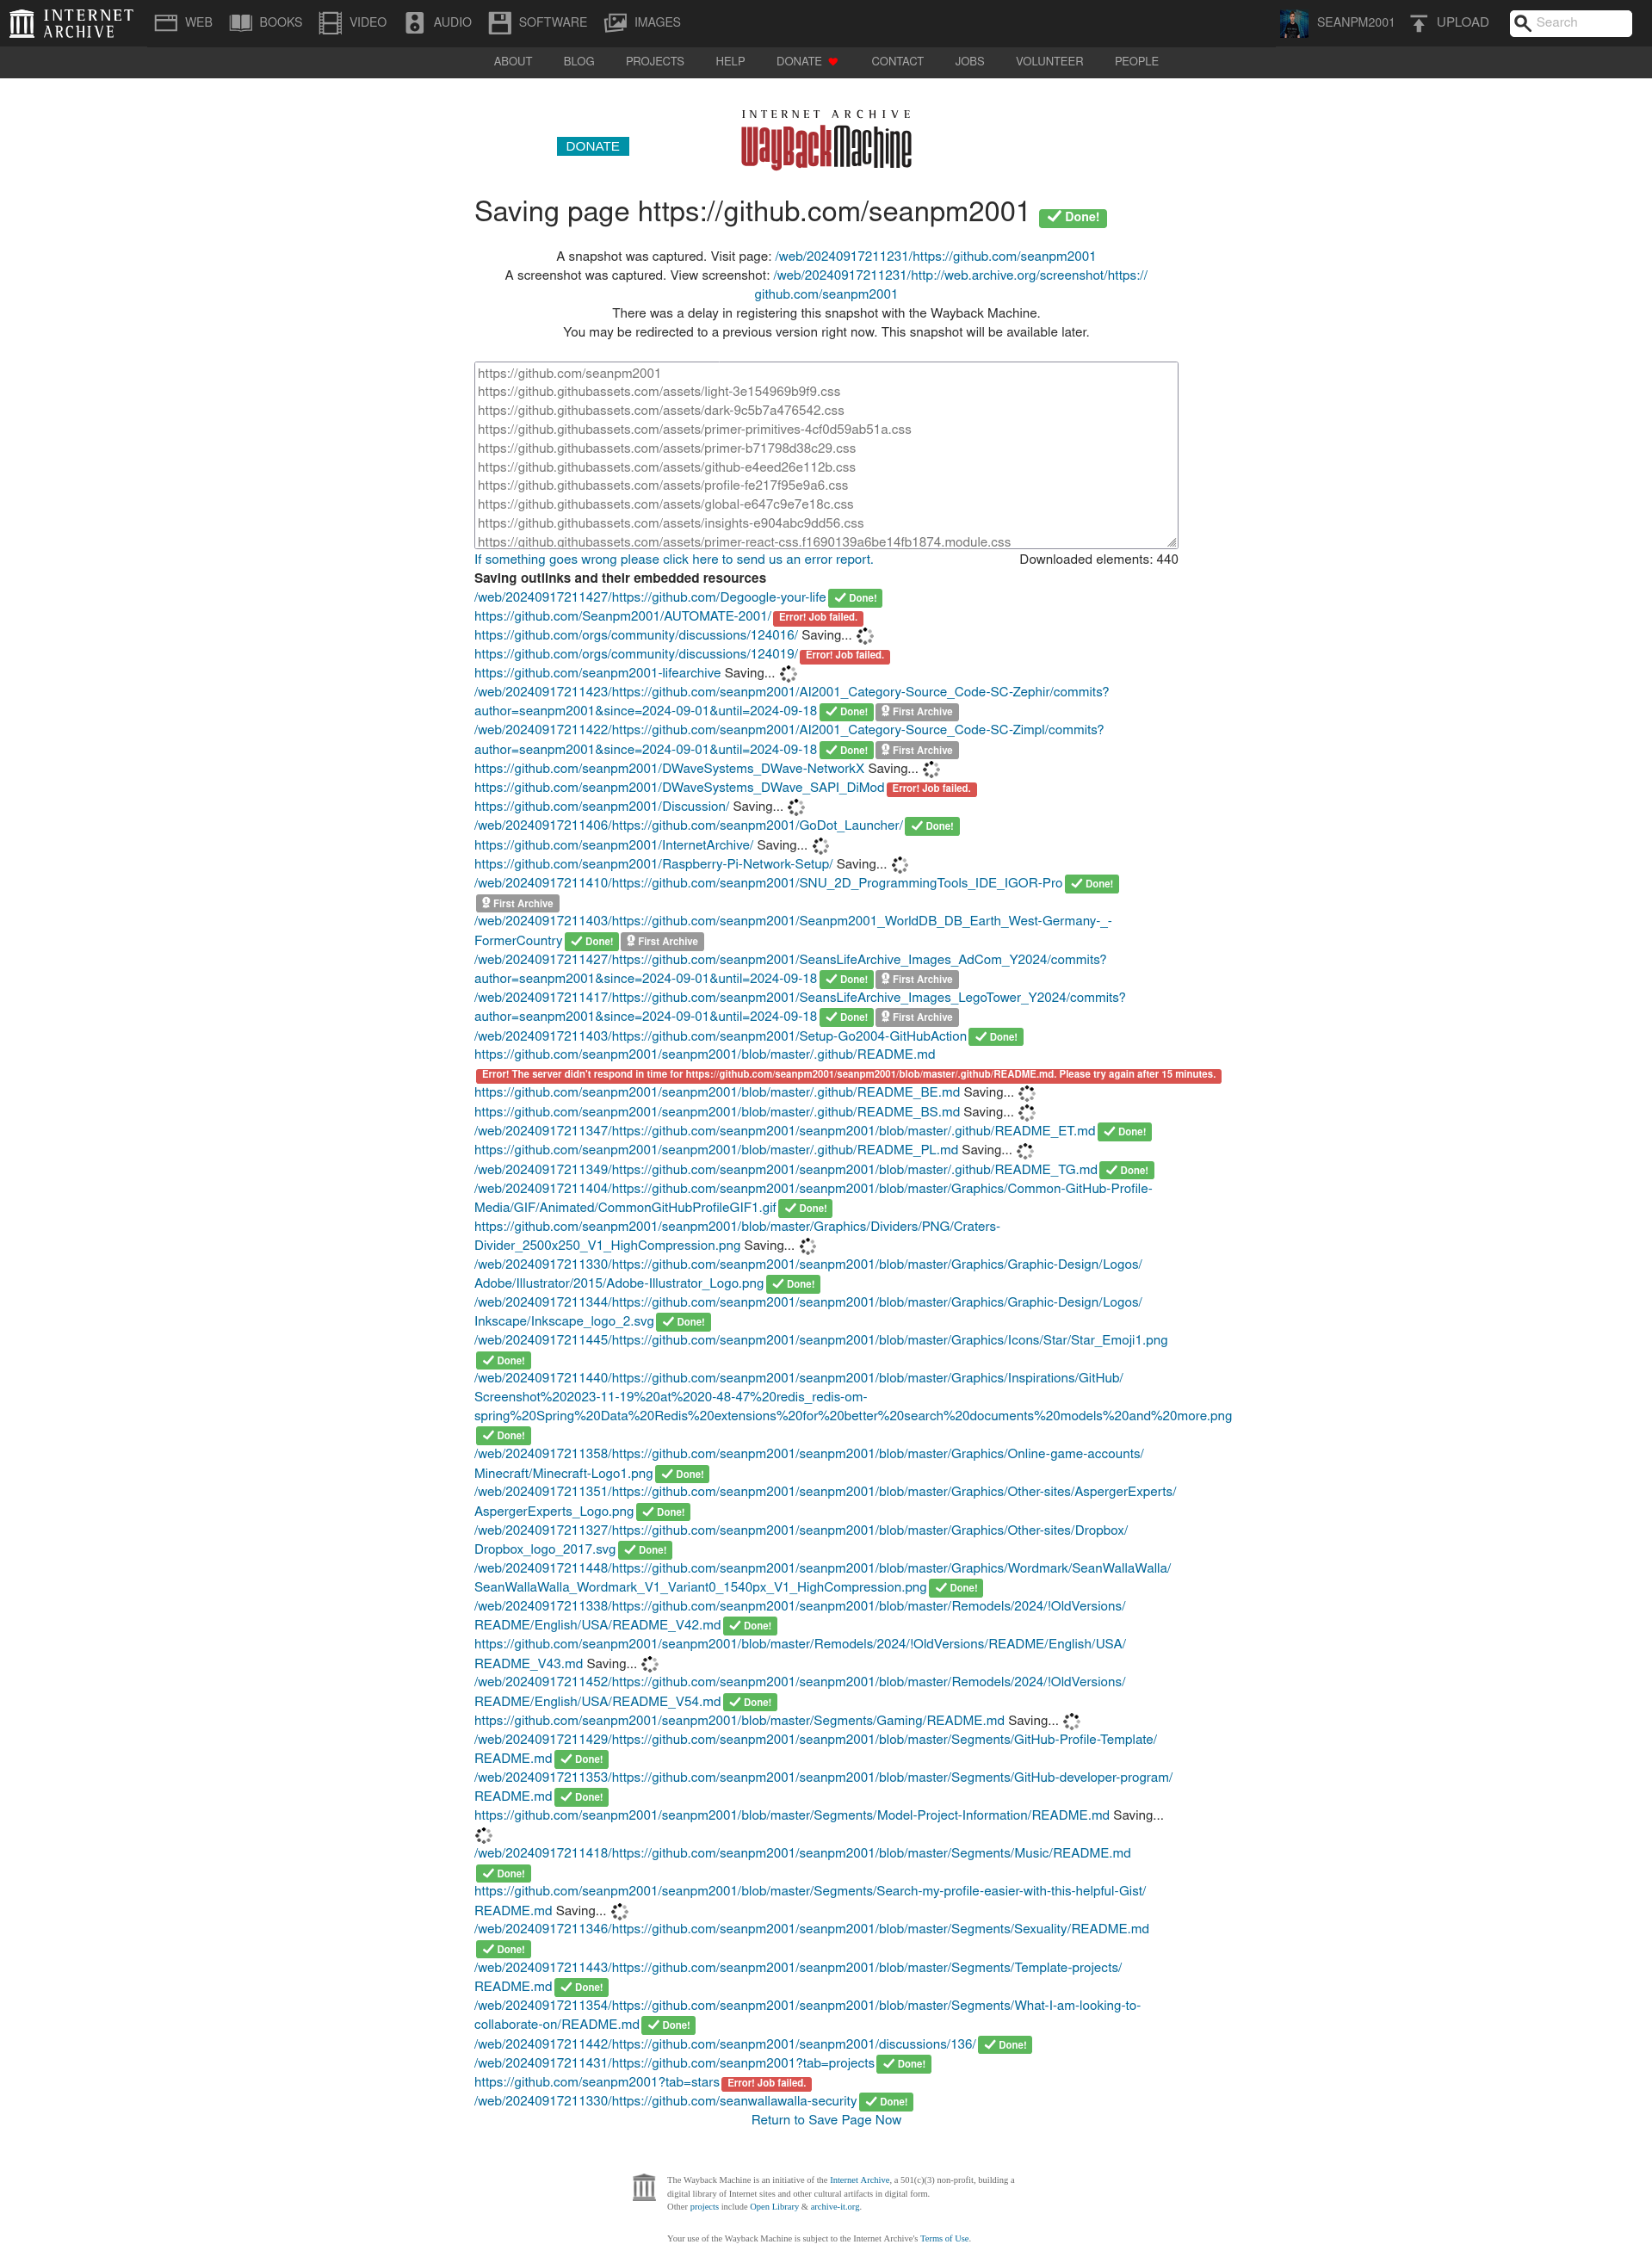 INTERNET ARCHIVE WEB BOOKS VIDEO AUDIO SOFTWARE IMAGES SEANPM2001 UPLOAD Search
ABOUT BLOG PROJECTS HELP DONATE CONTACT JOBS VOLUNTEER PEOPLE
INTERNET ARCHIVE
DONATE WayBackMachine
Saving page https://github.com/seanpm2001 Done!
A snapshot was captured. Visit page: /web/20240917211231/https://github.com/seanpm2001
A screenshot was captured. View screenshot: /web/20240917211231/http://web.archive.org/screenshot/https://
github.com/seanpm2001
There was a delay in registering this snapshot with the Wayback Machine.
You may be redirected to a previous version right now. This snapshot will be available later.
https://github.com/seanpm2001
https://github.githubassets.com/assets/light-3e154969b9f9.css
https://github.githubassets.com/assets/dark-9c5b7a476542.css
https://github.githubassets.com/assets/primer-primitives-4cf0d59ab51a.css
https://github.githubassets.com/assets/primer-b71798d38c29.css
https://github.githubassets.com/assets/github-e4eed26e112b.css
https://github.githubassets.com/assets/profile-fe217f95e9a6.css
https://github.githubassets.com/assets/global-e647c9e7e18c.css
https://github.githubassets.com/assets/insights-e904abc9dd56.css
https://github.githubassets.com/assets/primer-react-css.f1690139a6be14fb1874.module.css
If something goes wrong please click here to send us an error report. Downloaded elements: 440
Saving outlinks and their embedded resources
/web/20240917211427/https://github.com/Degoogle-your-life Done!
https://github.com/Seanpm2001/AUTOMATE-2001/ Error! Job failed.
https://github.com/orgs/community/discussions/124016/ Saving...
https://github.com/orgs/community/discussions/124019/ Error! Job failed.
https://github.com/seanpm2001-lifearchive Saving...
/web/20240917211423/https://github.com/seanpm2001/AI2001_Category-Source_Code-SC-Zephir/commits?
author=seanpm2001&since=2024-09-01&until=2024-09-18 Done! First Archive
/web/20240917211422/https://github.com/seanpm2001/AI2001_Category-Source_Code-SC-Zimpl/commits?
author=seanpm2001&since=2024-09-01&until=2024-09-18 Done! First Archive
https://github.com/seanpm2001/DWaveSystems_DWave-NetworkX Saving...
https://github.com/seanpm2001/DWaveSystems_DWave_SAPI_DiMod Error! Job failed.
https://github.com/seanpm2001/Discussion/ Saving...
/web/20240917211406/https://github.com/seanpm2001/GoDot_Launcher/ Done!
https://github.com/seanpm2001/InternetArchive/ Saving...
https://github.com/seanpm2001/Raspberry-Pi-Network-Setup/ Saving...
/web/20240917211410/https://github.com/seanpm2001/SNU_2D_ProgrammingTools_IDE_IGOR-Pro Done!
First Archive
/web/20240917211403/https://github.com/seanpm2001/Seanpm2001_WorldDB_DB_Earth_West-Germany-_-
FormerCountry Done! First Archive
/web/20240917211427/https://github.com/seanpm2001/SeansLifeArchive_Images_AdCom_Y2024/commits?
author=seanpm2001&since=2024-09-01&until=2024-09-18 Done! First Archive
/web/20240917211417/https://github.com/seanpm2001/SeansLifeArchive_Images_LegoTower_Y2024/commits?
author=seanpm2001&since=2024-09-01&until=2024-09-18 Done! First Archive
/web/20240917211403/https://github.com/seanpm2001/Setup-Go2004-GitHubAction Done!
https://github.com/seanpm2001/seanpm2001/blob/master/.github/README.md
Error! The server didn't respond in time for https://github.com/seanpm2001/seanpm2001/blob/master/.github/README.md. Please try again after 15 minutes.
https://github.com/seanpm2001/seanpm2001/blob/master/.github/README_BE.md Saving...
https://github.com/seanpm2001/seanpm2001/blob/master/.github/README_BS.md Saving...
/web/20240917211347/https://github.com/seanpm2001/seanpm2001/blob/master/.github/README_ET.md Done!
https://github.com/seanpm2001/seanpm2001/blob/master/.github/README_PL.md Saving...
/web/20240917211349/https://github.com/seanpm2001/seanpm2001/blob/master/.github/README_TG.md Done!
/web/20240917211404/https://github.com/seanpm2001/seanpm2001/blob/master/Graphics/Common-GitHub-Profile-
Media/GIF/Animated/CommonGitHubProfileGIF1.gif Done!
https://github.com/seanpm2001/seanpm2001/blob/master/Graphics/Dividers/PNG/Craters-
Divider_2500x250_V1_HighCompression.png Saving...
/web/20240917211330/https://github.com/seanpm2001/seanpm2001/blob/master/Graphics/Graphic-Design/Logos/
Adobe/Illustrator/2015/Adobe-Illustrator_Logo.png Done!
/web/20240917211344/https://github.com/seanpm2001/seanpm2001/blob/master/Graphics/Graphic-Design/Logos/
Inkscape/Inkscape_logo_2.svg Done!
/web/20240917211445/https://github.com/seanpm2001/seanpm2001/blob/master/Graphics/Icons/Star/Star_Emoji1.png
Done!
/web/20240917211440/https://github.com/seanpm2001/seanpm2001/blob/master/Graphics/Inspirations/GitHub/
Screenshot%202023-11-19%20at%2020-48-47%20redis_redis-om-
spring%20Spring%20Data%20Redis%20extensions%20for%20better%20search%20documents%20models%20and%20more.png
Done!
/web/20240917211358/https://github.com/seanpm2001/seanpm2001/blob/master/Graphics/Online-game-accounts/
Minecraft/Minecraft-Logo1.png Done!
/web/20240917211351/https://github.com/seanpm2001/seanpm2001/blob/master/Graphics/Other-sites/AspergerExperts/
AspergerExperts_Logo.png Done!
/web/20240917211327/https://github.com/seanpm2001/seanpm2001/blob/master/Graphics/Other-sites/Dropbox/
Dropbox_logo_2017.svg Done!
/web/20240917211448/https://github.com/seanpm2001/seanpm2001/blob/master/Graphics/Wordmark/SeanWallaWalla/
SeanWallaWalla_Wordmark_V1_Variant0_1540px_V1_HighCompression.png Done!
/web/20240917211338/https://github.com/seanpm2001/seanpm2001/blob/master/Remodels/2024/!OldVersions/
README/English/USA/README_V42.md Done!
https://github.com/seanpm2001/seanpm2001/blob/master/Remodels/2024/!OldVersions/README/English/USA/
README_V43.md Saving...
/web/20240917211452/https://github.com/seanpm2001/seanpm2001/blob/master/Remodels/2024/!OldVersions/
README/English/USA/README_V54.md Done!
https://github.com/seanpm2001/seanpm2001/blob/master/Segments/Gaming/README.md Saving...
/web/20240917211429/https://github.com/seanpm2001/seanpm2001/blob/master/Segments/GitHub-Profile-Template/
README.md Done!
/web/20240917211353/https://github.com/seanpm2001/seanpm2001/blob/master/Segments/GitHub-developer-program/
README.md Done!
https://github.com/seanpm2001/seanpm2001/blob/master/Segments/Model-Project-Information/README.md Saving...
/web/20240917211418/https://github.com/seanpm2001/seanpm2001/blob/master/Segments/Music/README.md
Done!
https://github.com/seanpm2001/seanpm2001/blob/master/Segments/Search-my-profile-easier-with-this-helpful-Gist/
README.md Saving...
/web/20240917211346/https://github.com/seanpm2001/seanpm2001/blob/master/Segments/Sexuality/README.md
Done!
/web/20240917211443/https://github.com/seanpm2001/seanpm2001/blob/master/Segments/Template-projects/
README.md Done!
/web/20240917211354/https://github.com/seanpm2001/seanpm2001/blob/master/Segments/What-I-am-looking-to-
collaborate-on/README.md Done!
/web/20240917211442/https://github.com/seanpm2001/seanpm2001/discussions/136/ Done!
/web/20240917211431/https://github.com/seanpm2001?tab=projects Done!
https://github.com/seanpm2001?tab=stars Error! Job failed.
/web/20240917211330/https://github.com/seanwallawalla-security Done!
Return to Save Page Now
The Wayback Machine is an initiative of the Internet Archive, a 501(c)(3) non-profit, building a
digital library of Internet sites and other cultural artifacts in digital form.
Other projects include Open Library & archive-it.org.
Your use of the Wayback Machine is subject to the Internet Archive's Terms of Use.